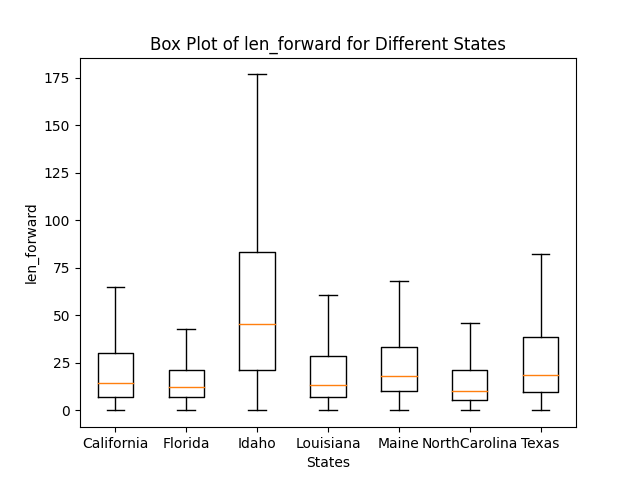 Box Plot of len_forward for Different States
len_forward
175
150
125
100
75
50
25
0
California Florida Idaho Louisiana Maine NorthCarolina Texas
States